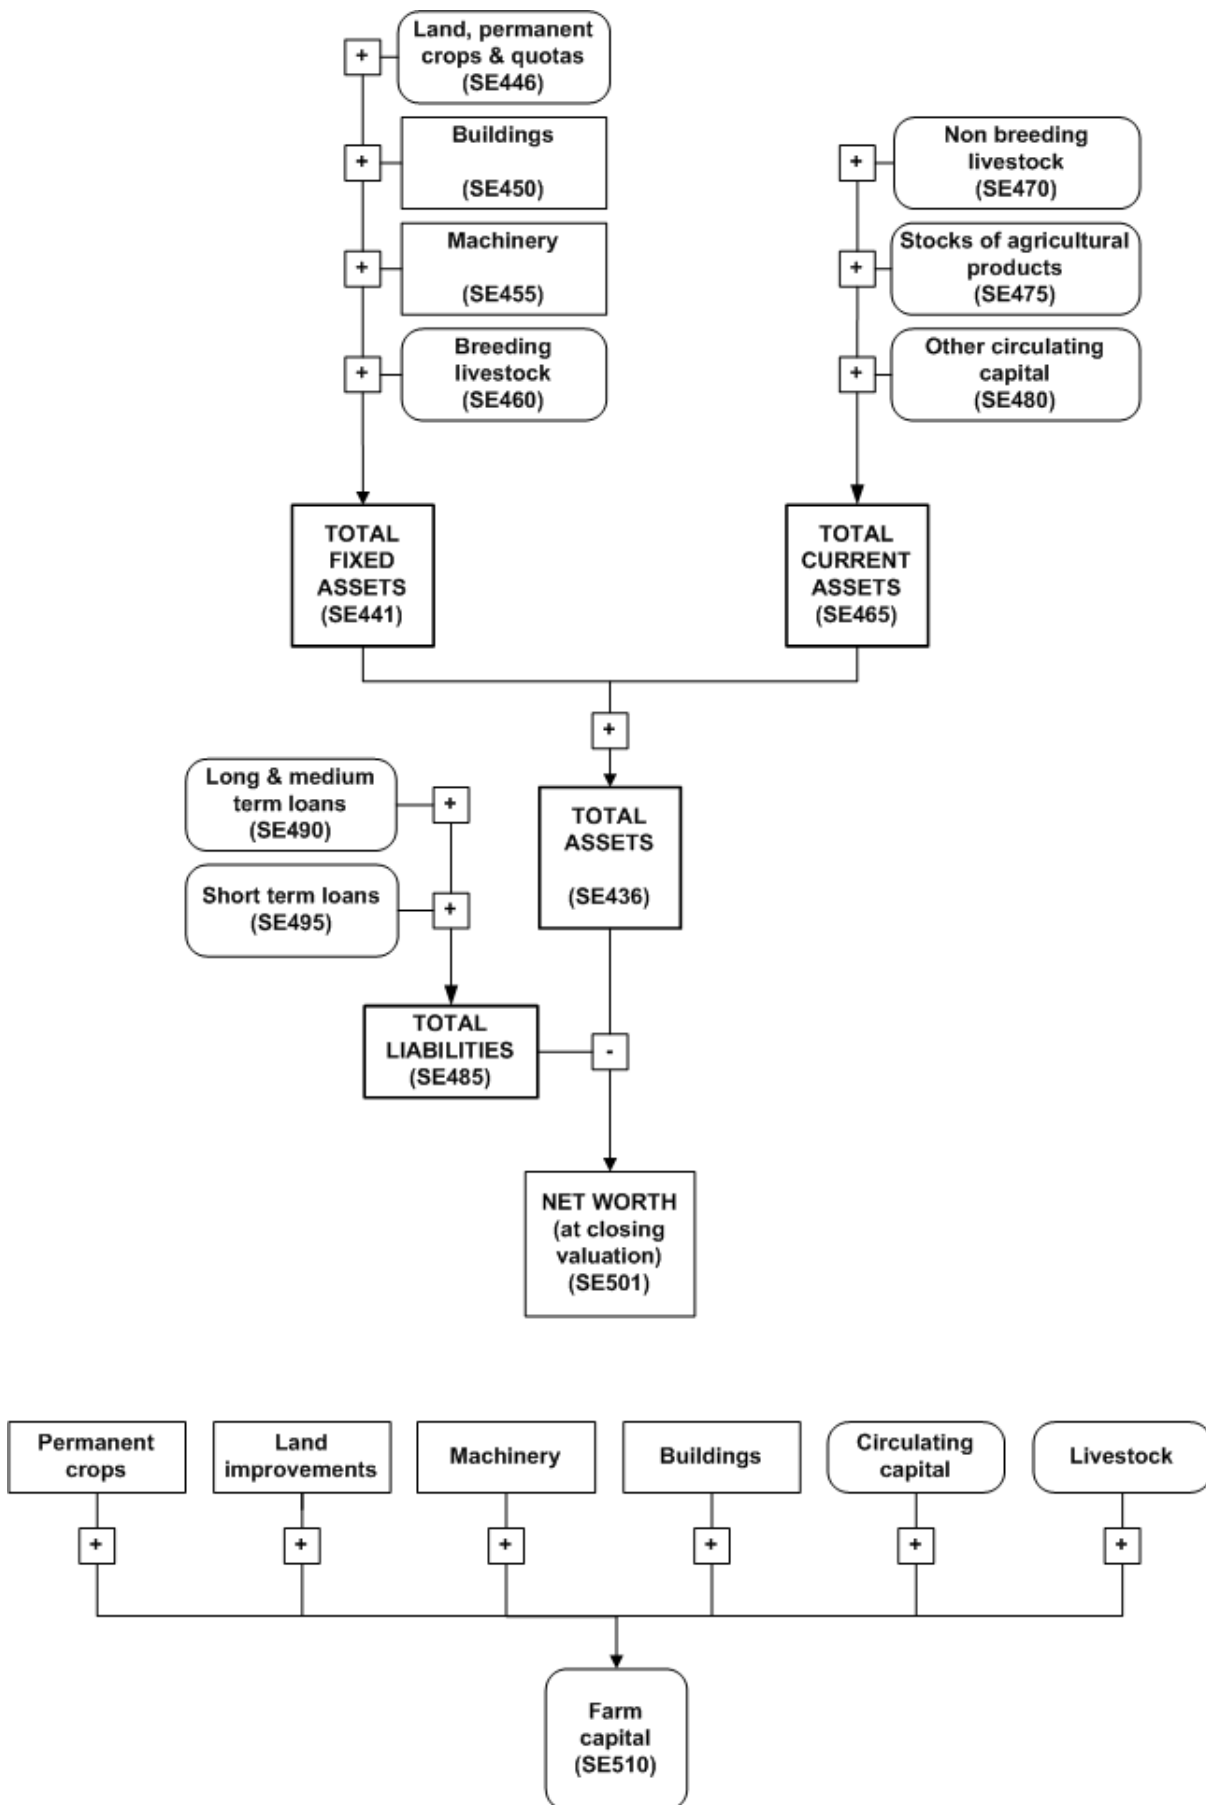 Land, permanent
crops & quotas
(SE446)
+
Buildings
(SE450)
+
Machinery
(SE455)
+
Breeding
livestock
(SE460)
+
Non breeding
livestock
(SE470)
+
Stocks of agricultural
products
(SE475)
+
Other circulating
capital
(SE480)
+
TOTAL
FIXED
ASSETS
(SE441)
TOTAL
CURRENT
ASSETS
(SE465)
+
Long & medium
term loans
(SE490)
+
Short term loans
(SE495)
+
TOTAL
ASSETS
(SE436)
TOTAL
LIABILITIES
(SE485)
-
NET WORTH
(at closing
valuation)
(SE501)
Permanent
crops
Land
improvements
Machinery
Buildings
Circulating
capital
Livestock
+
+
+
+
+
+
Farm
capital
(SE510)